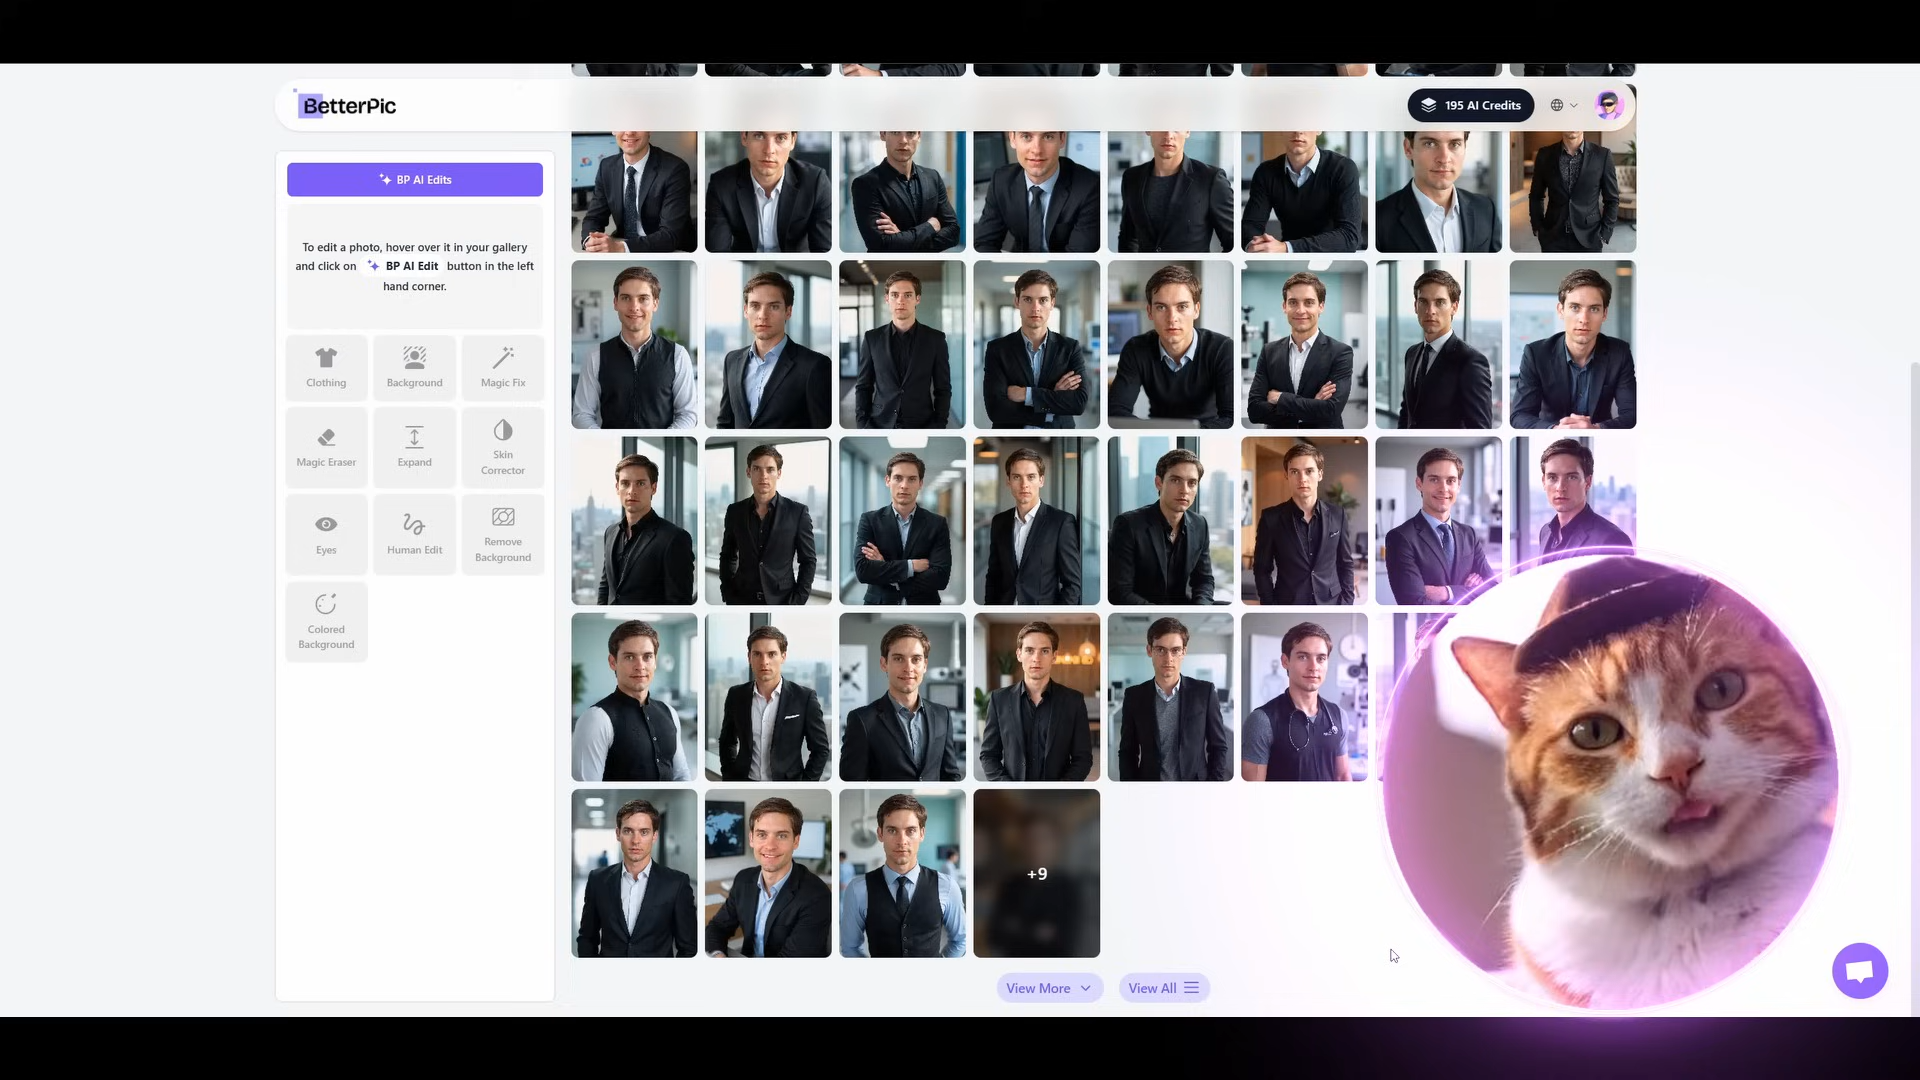 BetterPic
195 AI Credits
BP AI Edits
To edit a photo, hover over it in your gallery
and click on BP AI Edit button in the left
hand corner.
Clothing
Background
Magic Fix
Magic Eraser
Expand
Skin
Corrector
Eyes
Human Edit
Remove
Background
Colored
Background
+9
View More
View All